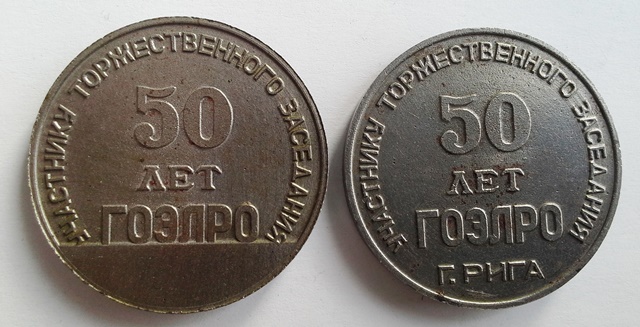 УЧАСТНИКУ ТОРЖЕСТВЕННОГО ЗАСЕДАНИЯ
50
ЛЕТ
ГОЭЛРО
УЧАСТНИКУ ТОРЖЕСТВЕННОГО ЗАСЕДАНИЯ
50
ЛЕТ
ГОЭЛРО
Г. РИГА